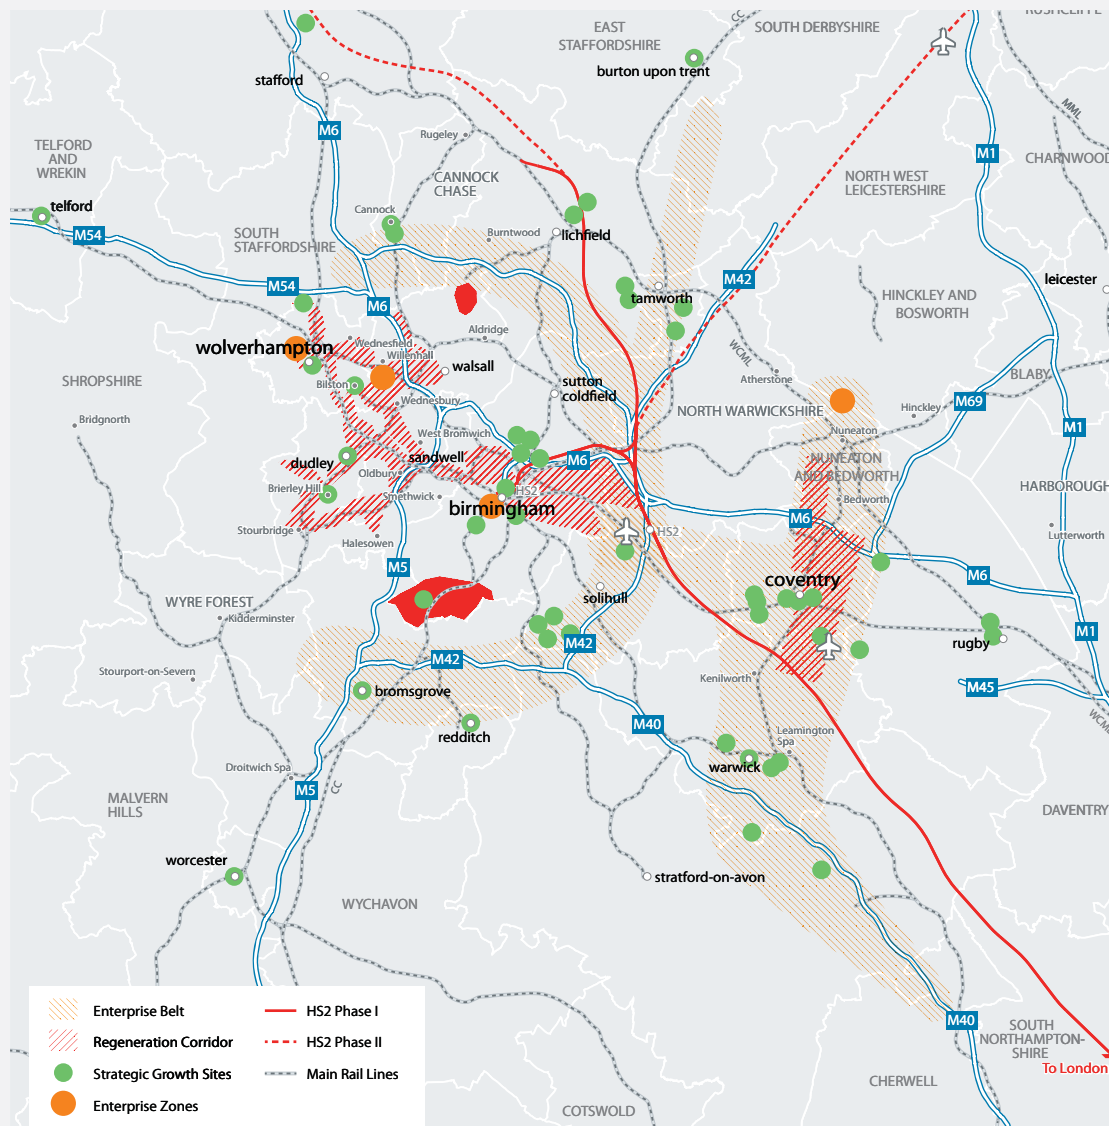 RUSHCLIFFE
CC
EAST
STAFFORDSHIRE
SOUTH DERBYSHIRE
burton upon trent
stafford
MML
M6
Rugeley
TELFORD
AND
WREKIN
M1
CHARNWOOD
CANNOCK
CHASE
NORTH WEST
LEICESTERSHIRE
telford
Cannock
M54
SOUTH
STAFFORDSHIRE
Burntwood
lichfield
M54
M42
leicester
M6
tamworth
HINCKLEY AND
BOSWORTH
Aldridge
wolverhampton
Wednesfield
Willenhall
walsall
WCML
SHROPSHIRE
Bilston
sutton
coldfield
Atherstone
BLABY
Wednesbury
NORTH WARWICKSHIRE
M69
Hinckley
Bridgnorth
West Bromwich
Nuneaton
M1
dudley
sandwell
M6
NUNEATON
AND BEDWORTH
Oldbury
Brierley Hill
Smethwick
HS2
birmingham
Bedworth
HARBOROUGH
M6
Stourbridge
Halesowen
HS2
Lutterworth
M5
coventry
M6
solihull
WYRE FOREST
Kidderminster
M42
M1
rugby
M42
Stourport-on-Severn
Kenilworth
M45
bromsgrove
M40
WCML
redditch
Leamington
Spa
Droitwich Spa
warwick
M5
CC
MALVERN
HILLS
DAVENTRY
worcester
stratford-on-avon
WYCHAVON
Enterprise Belt
HS2 Phase I
Regeneration Corridor
HS2 Phase II
Strategic Growth Sites
Main Rail Lines
Enterprise Zones
M40
SOUTH
NORTHAMPTON-
SHIRE
To London
CHERWELL
COTSWOLD